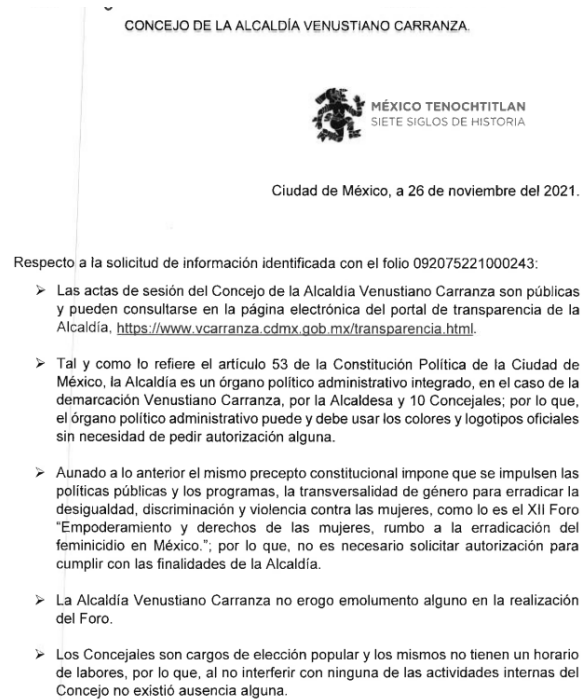 CONCEJO DE LA ALCALDÍA VENUSTIANO CARRANZA.
MÉXICO TENOCHTITLAN
SIETE SIGLOS DE HISTORIA
Ciudad de México, a 26 de noviembre del 2021.
Respecto a la solicitud de información identificada con el folio 092075221000243:
➢ Las actas de sesión del Concejo de la Alcaldía Venustiano Carranza son públicas
y pueden consultarse en la página electrónica del portal de transparencia de la
Alcaldía, https://www.vcarranza.cdmx.gob.mx/transparencia.html.
➢ Tal y como lo refiere el artículo 53 de la Constitución Política de la Ciudad de
México, la Alcaldía es un órgano político administrativo integrado, en el caso de la
demarcación Venustiano Carranza, por la Alcaldesa y 10 Concejales; por lo que,
el órgano político administrativo puede y debe usar los colores y logotipos oficiales
sin necesidad de pedir autorización alguna.
➢ Aunado a lo anterior el mismo precepto constitucional impone que se impulsen las
políticas públicas y los programas, la transversalidad de género para erradicar la
desigualdad, discriminación y violencia contra las mujeres, como lo es el XII Foro
“Empoderamiento y derechos de las mujeres, rumbo a la erradicación del
feminicidio en México.”; por lo que, no es necesario solicitar autorización para
cumplir con las finalidades de la Alcaldía.
➢ La Alcaldía Venustiano Carranza no erogo emolumento alguno en la realización
del Foro.
➢ Los Concejales son cargos de elección popular y los mismos no tienen un horario
de labores, por lo que, al no interferir con ninguna de las actividades internas del
Concejo no existió ausencia alguna.